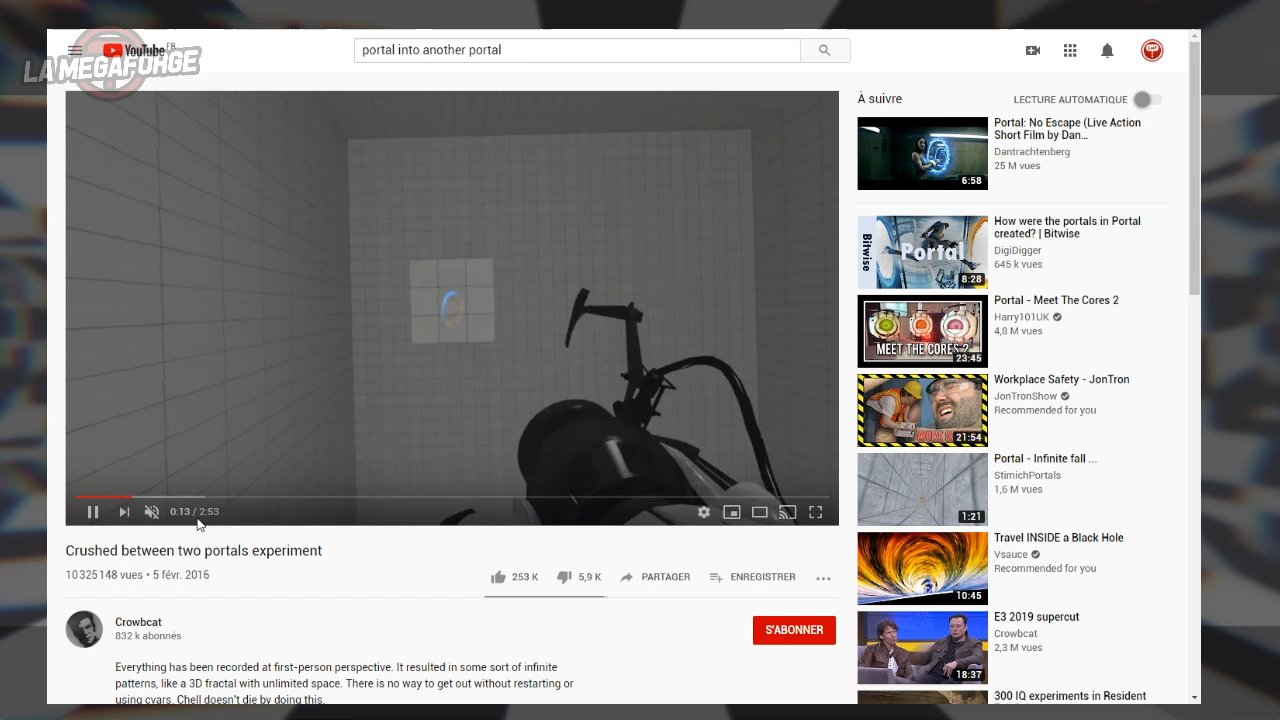 YouTube FR
LA MEGAFORGE
portal into another portal
0:13 / 2:53
Crushed between two portals experiment
10 325 148 vues • 5 févr. 2016
253 K
5,9 K
PARTAGER
ENREGISTRER
Crowbcat
832 k abonnés
S'ABONNER
Everything has been recorded at first-person perspective. It resulted in some sort of infinite
patterns, like a 3D fractal with quantized space. There is no way to get out without restarting or
using cvars. Chell doesn't die by doing this.
À suivre
LECTURE AUTOMATIQUE
6:58
Portal: No Escape (Live Action
Short Film by Dan...
Dantrachtenberg
25 M vues
Bitwise
Portal
8:28
How were the portals in Portal
created? | Bitwise
DigiDigger
645 k vues
MEET THE CORES 2
23:45
Portal - Meet The Cores 2
Harry101UK
4,8 M vues
21:54
Workplace Safety - JonTron
JonTronShow
Recommended for you
1:21
Portal - Infinite fall ...
StimichPortals
1,6 M vues
10:45
Travel INSIDE a Black Hole
Vsauce
Recommended for you
18:37
E3 2019 supercut
Crowbcat
2,3 M vues
300 IQ experiments in Resident